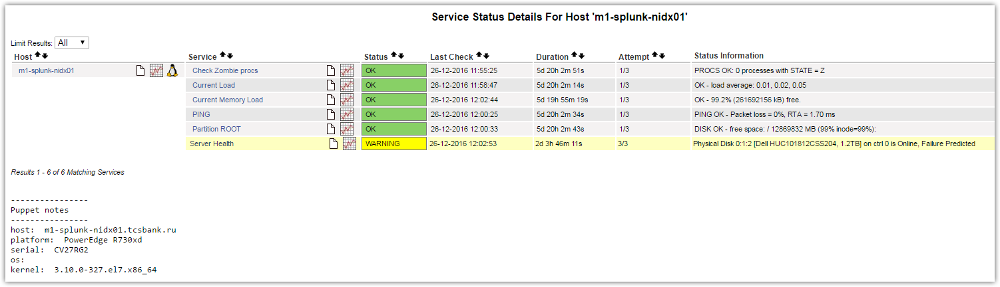 Service Status Details For Host 'm1-splunk-nidx01'
Limit Results: All
Host Service Status Last Check Duration Attempt Status Information
m1-splunk-nidx01 Check Zombie procs OK 26-12-2016 11:55:25 5d 20h 2m 51s 1/3 PROCS OK: 0 processes with STATE = Z
Current Load OK 26-12-2016 11:58:47 5d 20h 2m 14s 1/3 OK - load average: 0.01, 0.02, 0.05
Current Memory Load OK 26-12-2016 12:02:44 5d 19h 55m 19s 1/3 OK - 99.2% (261692156 kB) free.
PING OK 26-12-2016 12:00:25 5d 20h 2m 34s 1/3 PING OK - Packet loss = 0%, RTA = 1.70 ms
Partition ROOT OK 26-12-2016 12:00:33 5d 20h 2m 43s 1/3 DISK OK - free space: / 12869832 MB (99% inode=99%):
Server Health WARNING 26-12-2016 12:02:53 2d 3h 46m 11s 3/3 Physical Disk 0:1:2 [Dell HUC101812CSS204, 1.2TB] on ctrl 0 is Online, Failure Predicted
Results 1 - 6 of 6 Matching Services
----------------
Puppet notes
----------------
host:  m1-splunk-nidx01.tcsbank.ru
platform:  PowerEdge R730xd
serial:  CV27RG2
os:
kernel:  3.10.0-327.el7.x86_64